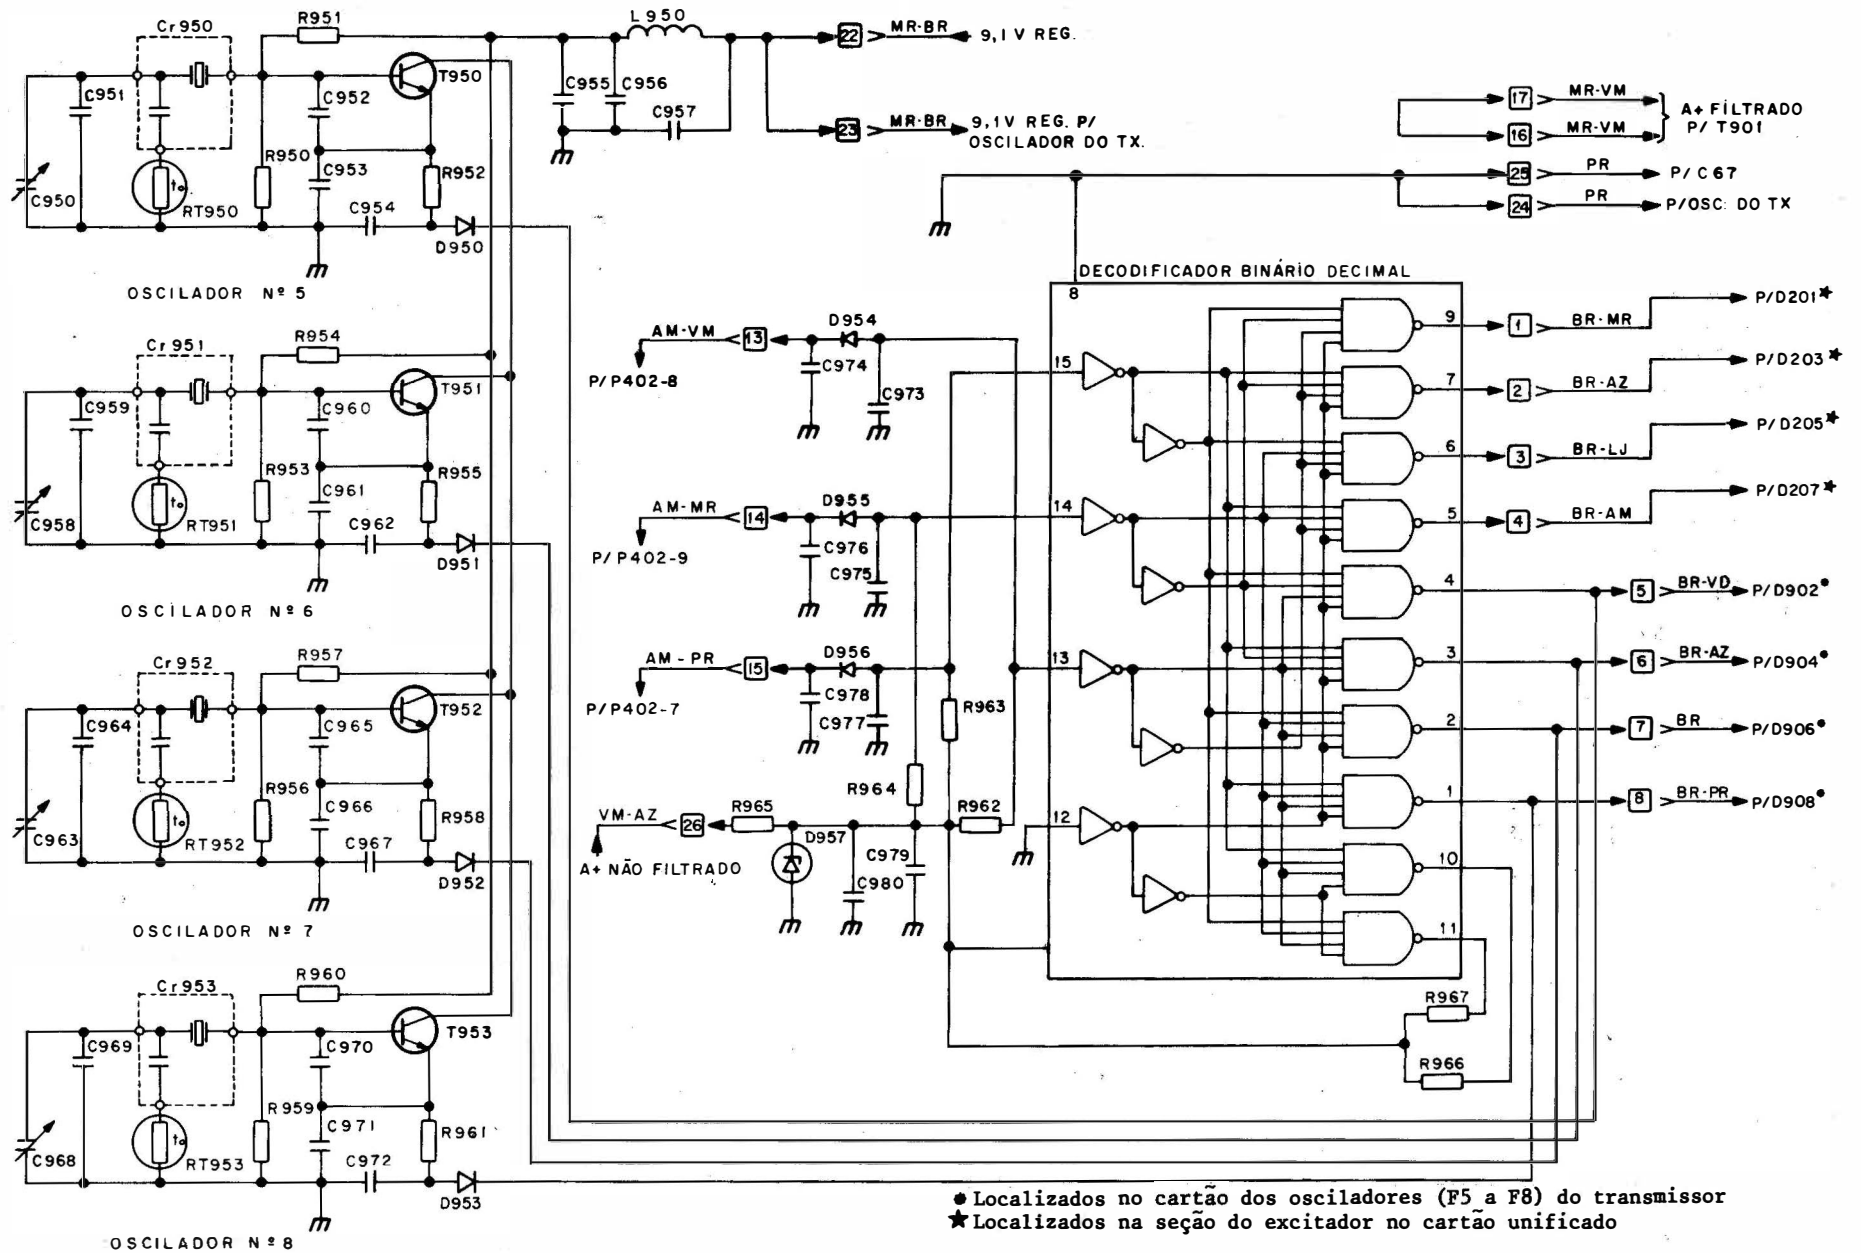 R951
Cr950
L950
22
MR-BR
9,1V REG.
T950
C951
C952
C955
C956
C957
R950
C953
R952
C950
RT950
t°
C954
D950
OSCILADOR Nº 5
23
MR-BR
9,1V REG. P/
OSCILADOR DO TX.
17
MR-VM
16
MR-VM
A+ FILTRADO
P/ T901
25
PR
P/C67
24
PR
P/OSC. DO TX
R954
Cr951
T951
C959
C960
R953
C961
R955
C958
RT951
t°
C962
D951
OSCILADOR Nº 6
R957
Cr952
T952
C964
C965
R956
C966
R958
C963
RT952
t°
C967
D952
OSCILADOR Nº 7
R960
Cr953
T953
C969
C970
R959
C971
R961
C968
RT953
t°
C972
D953
OSCILADOR Nº 8
AM-VM
13
D954
P/P402-8
C974
C973
AM-MR
14
D955
P/P402-9
C976
C975
AM-PR
15
D956
P/P402-7
C978
C977
R963
R964
VM-AZ
26
R965
R962
A+ NÃO FILTRADO
D957
C979
C980
DECODIFICADOR BINÁRIO DECIMAL
8
15
14
13
12
9
1
BR-MR
P/D201★
7
2
BR-AZ
P/D203★
6
3
BR-LJ
P/D205★
5
4
BR-AM
P/D207★
4
5
BR-VD
P/D902●
3
6
BR-AZ
P/D904●
2
7
BR
P/D906●
1
8
BR-PR
P/D908●
10
11
R967
R966
● Localizados no cartão dos osciladores (F5 a F8) do transmissor
★ Localizados na seção do excitador no cartão unificado